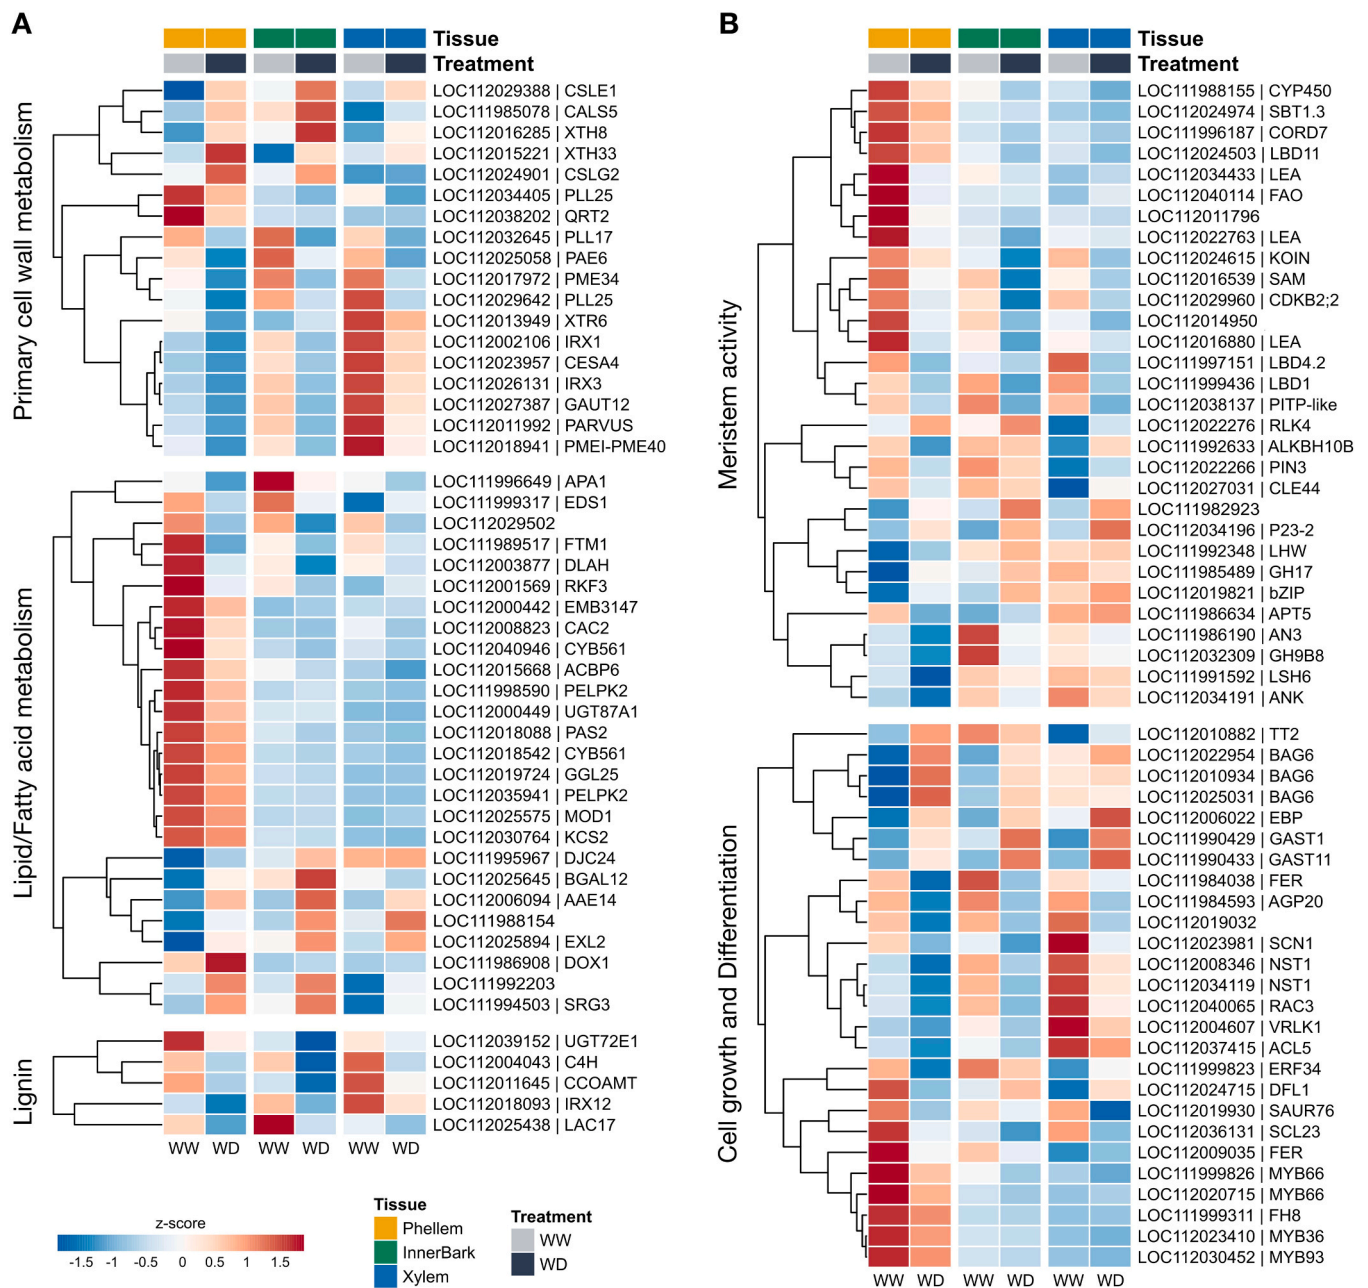 A
Tissue
Treatment
Primary cell wall metabolism
LOC112029388 | CSLE1
LOC111985078 | CALS5
LOC112016285 | XTH8
LOC112015221 | XTH33
LOC112024901 | CSLG2
LOC112034405 | PLL25
LOC112038202 | QRT2
LOC112032645 | PLL17
LOC112025058 | PAE6
LOC112017972 | PME34
LOC112029642 | PLL25
LOC112013949 | XTR6
LOC112002106 | IRX1
LOC112023957 | CESA4
LOC112026131 | IRX3
LOC112027387 | GAUT12
LOC112011992 | PARVUS
LOC112018941 | PMEI-PME40
Lipid/Fatty acid metabolism
LOC111996649 | APA1
LOC111999317 | EDS1
LOC112029502
LOC111989517 | FTM1
LOC112003877 | DLAH
LOC112001569 | RKF3
LOC112000442 | EMB3147
LOC112008823 | CAC2
LOC112040946 | CYB561
LOC112015668 | ACBP6
LOC111998590 | PELPK2
LOC112000449 | UGT87A1
LOC112018088 | PAS2
LOC112018542 | CYB561
LOC112019724 | GGL25
LOC112035941 | PELPK2
LOC112025575 | MOD1
LOC112030764 | KCS2
LOC111995967 | DJC24
LOC112025645 | BGAL12
LOC112006094 | AAE14
LOC111988154
LOC112025894 | EXL2
LOC111986908 | DOX1
LOC111992203
LOC111994503 | SRG3
Lignin
LOC112039152 | UGT72E1
LOC112004043 | C4H
LOC112011645 | CCOAMT
LOC112018093 | IRX12
LOC112025438 | LAC17
WW WD WW WD WW WD
z-score
-1.5 -1 -0.5 0 0.5 1 1.5
Tissue
Phellem
InnerBark
Xylem
Treatment
WW
WD
B
Tissue
Treatment
Meristem activity
LOC111988155 | CYP450
LOC112024974 | SBT1.3
LOC111996187 | CORD7
LOC112024503 | LBD11
LOC112034433 | LEA
LOC112040114 | FAO
LOC112011796
LOC112022763 | LEA
LOC112024615 | KOIN
LOC112016539 | SAM
LOC112029960 | CDKB2;2
LOC112014950
LOC112016880 | LEA
LOC111997151 | LBD4.2
LOC111999436 | LBD1
LOC112038137 | PITP-like
LOC112022276 | RLK4
LOC111992633 | ALKBH10B
LOC112022266 | PIN3
LOC112027031 | CLE44
LOC111982923
LOC112034196 | P23-2
LOC111992348 | LHW
LOC111985489 | GH17
LOC112019821 | bZIP
LOC111986634 | APT5
LOC111986190 | AN3
LOC112032309 | GH9B8
LOC111991592 | LSH6
LOC112034191 | ANK
Cell growth and Differentiation
LOC112010882 | TT2
LOC112022954 | BAG6
LOC112010934 | BAG6
LOC112025031 | BAG6
LOC112006022 | EBP
LOC111990429 | GAST1
LOC111990433 | GAST11
LOC111984038 | FER
LOC111984593 | AGP20
LOC112019032
LOC112023981 | SCN1
LOC112008346 | NST1
LOC112034119 | NST1
LOC112040065 | RAC3
LOC112004607 | VRLK1
LOC112037415 | ACL5
LOC111999823 | ERF34
LOC112024715 | DFL1
LOC112019930 | SAUR76
LOC112036131 | SCL23
LOC112009035 | FER
LOC111999826 | MYB66
LOC112020715 | MYB66
LOC111999311 | FH8
LOC112023410 | MYB36
LOC112030452 | MYB93
WW WD WW WD WW WD